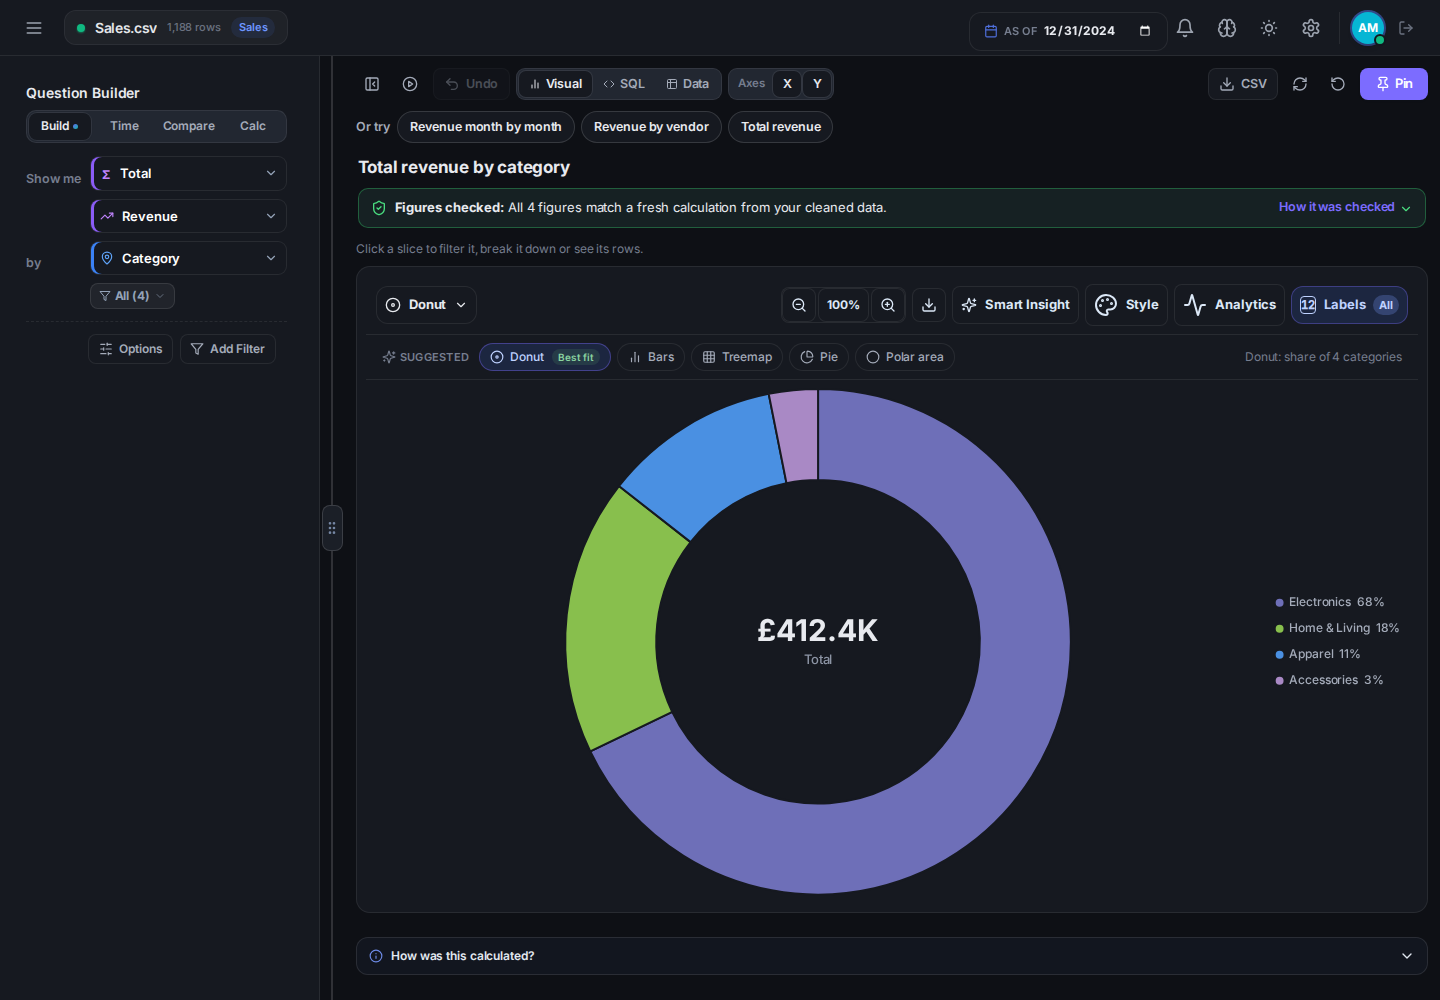 Sales.csv 1,188 rows Sales
AS OF 12/31/2024
AM
Question Builder
Build Time Compare Calc
Show me Σ Total
Revenue
by Category
All (4)
Options Add Filter
Undo Visual SQL Data Axes X Y CSV Pin
Or try Revenue month by month Revenue by vendor Total revenue
Total revenue by category
Figures checked: All 4 figures match a fresh calculation from your cleaned data. How it was checked
Click a slice to filter it, break it down or see its rows.
Donut 100% Smart Insight Style Analytics 12 Labels All
SUGGESTED Donut Best fit Bars Treemap Pie Polar area Donut: share of 4 categories
£412.4K
Total
Electronics 68%
Home & Living 18%
Apparel 11%
Accessories 3%
How was this calculated?